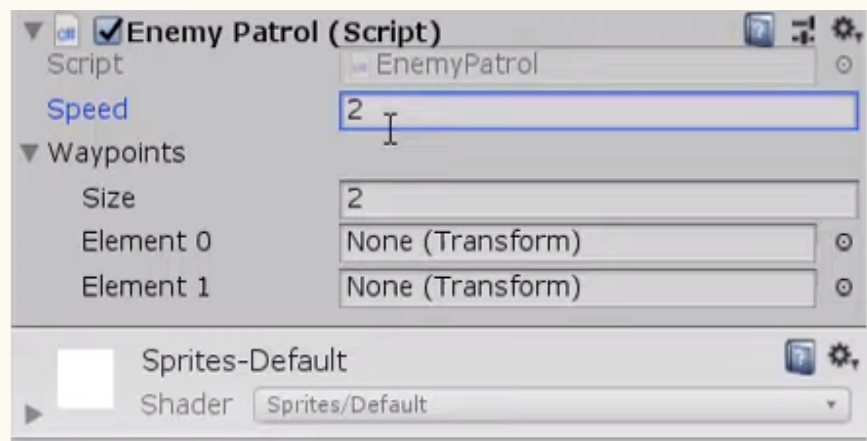 Enemy Patrol (Script)
Script EnemyPatrol
Speed 2
Waypoints
Size 2
Element 0 None (Transform)
Element 1 None (Transform)
Sprites-Default
Shader Sprites/Default